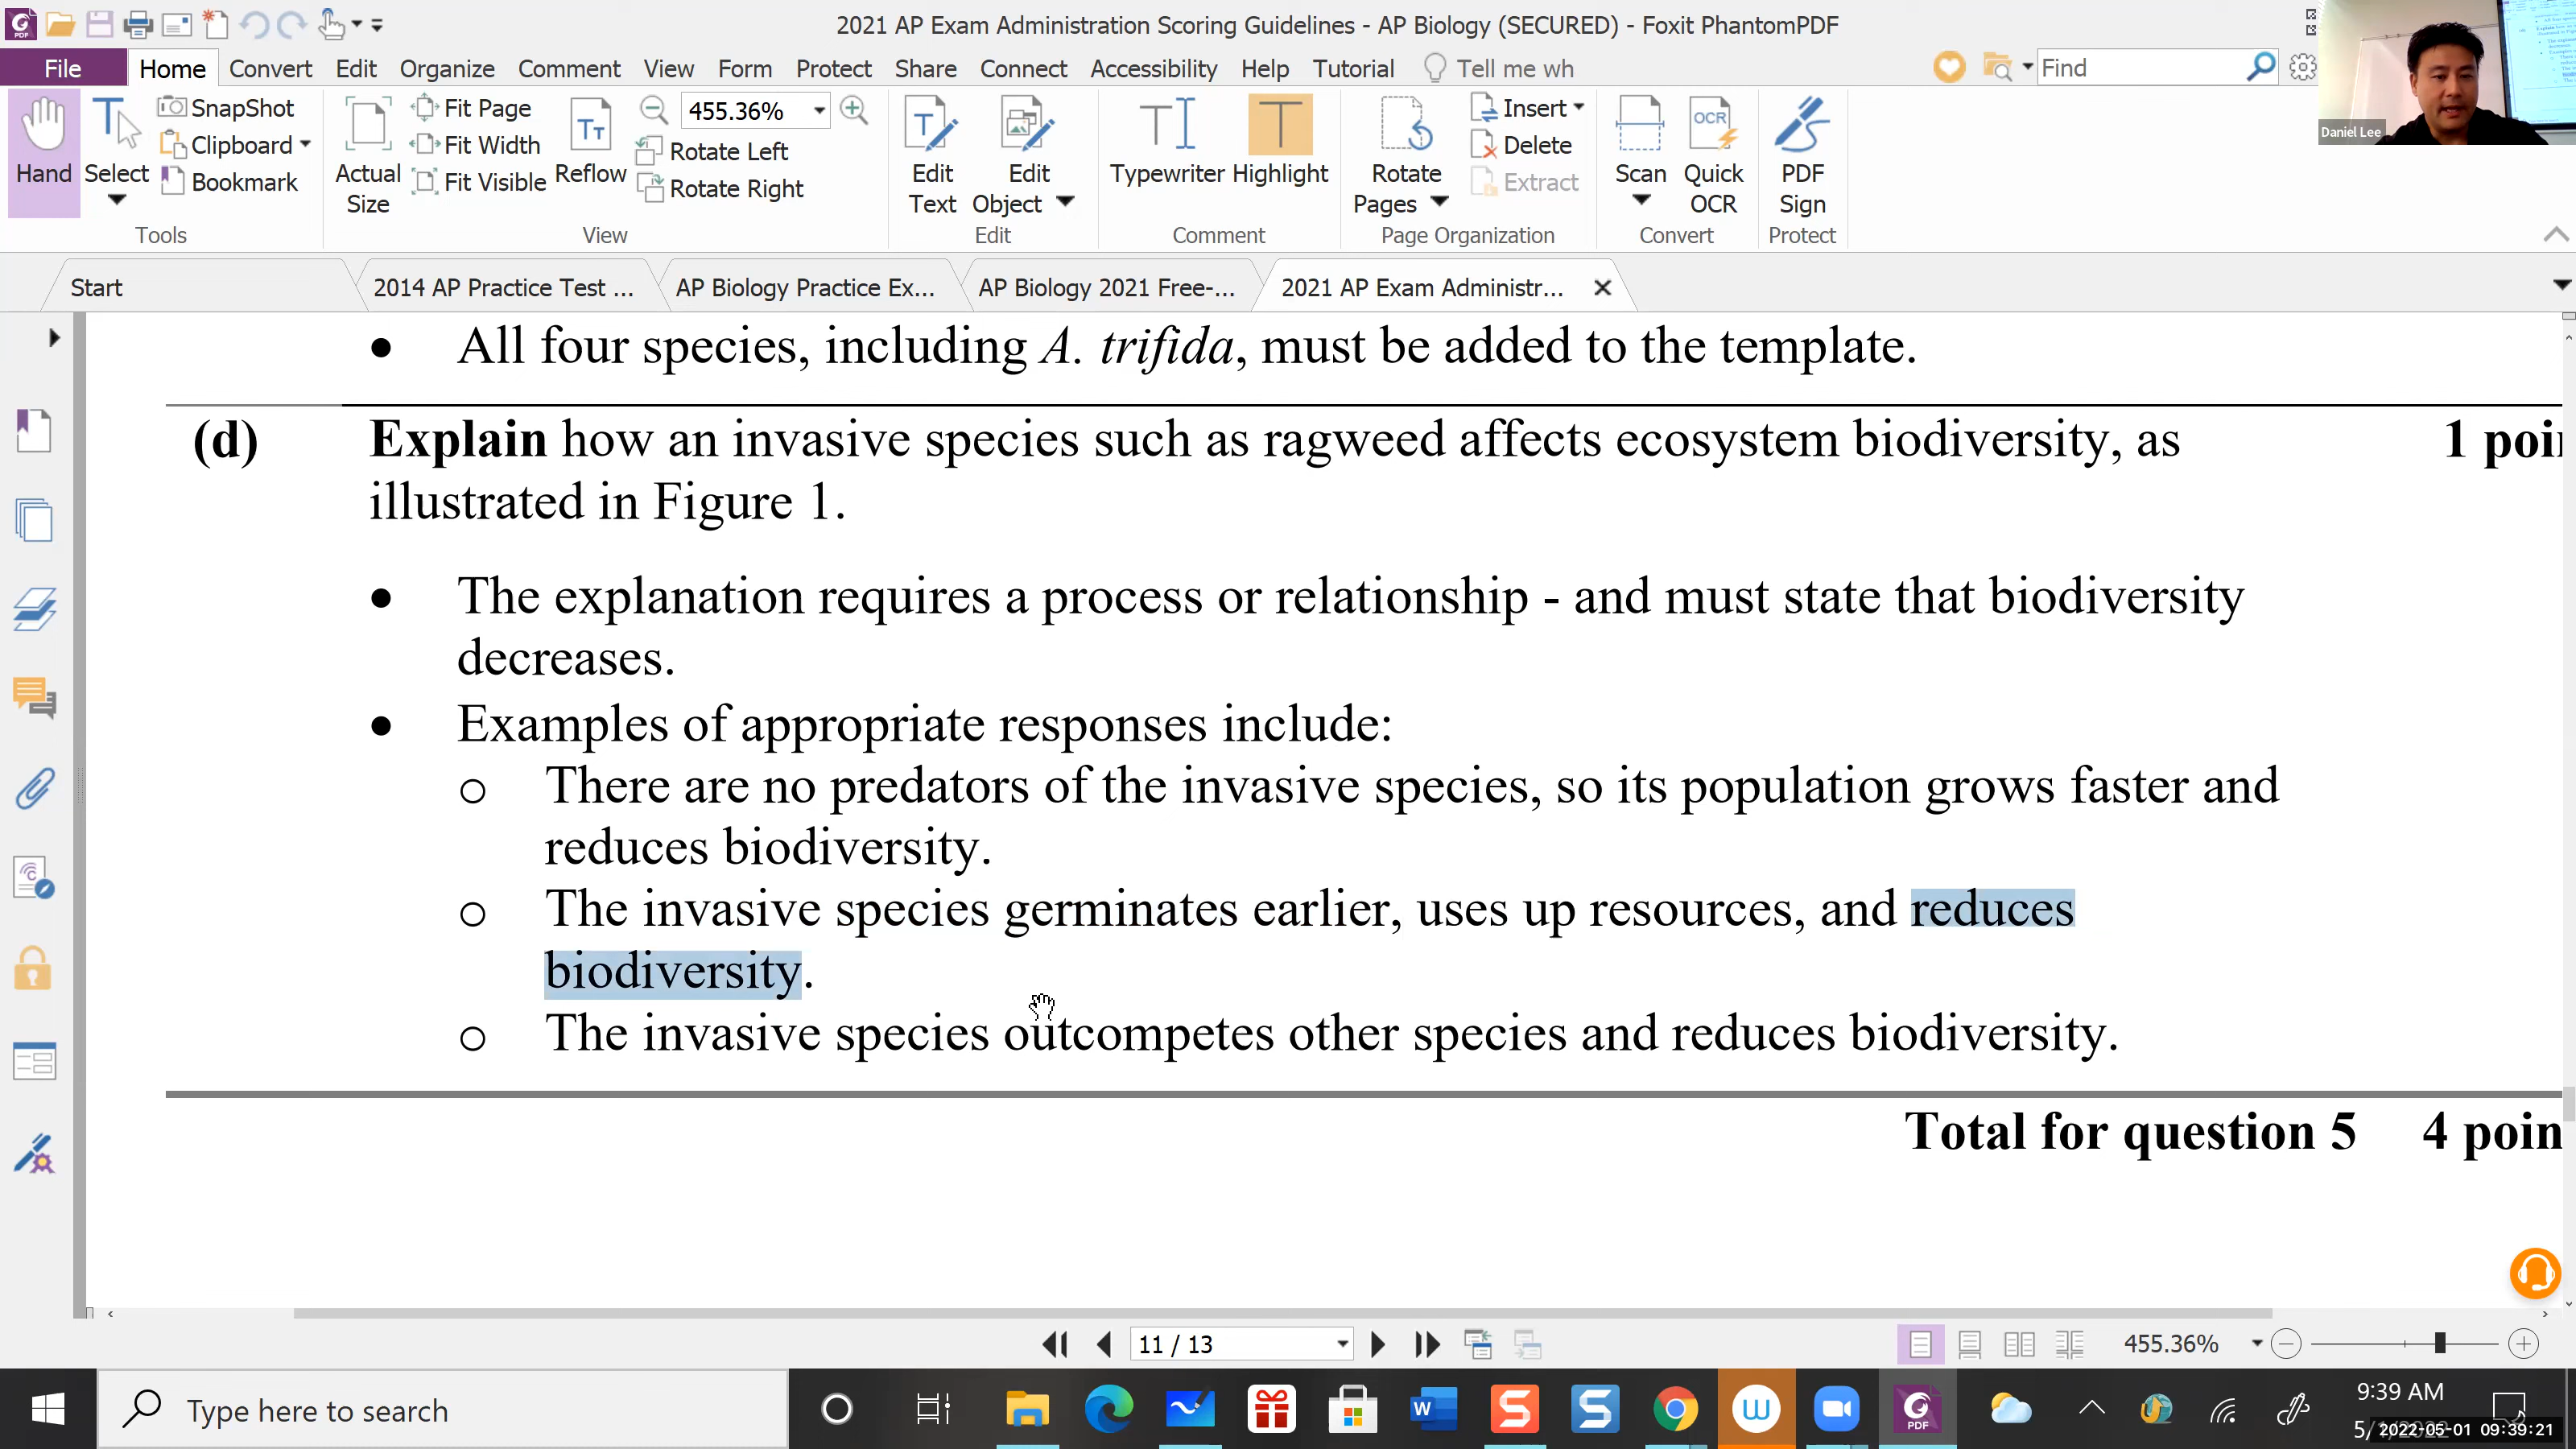 2021 AP Exam Administration Scoring Guidelines - AP Biology (SECURED) - Foxit PhantomPDF
File Home Convert Edit Organize Comment View Form Protect Share Connect Accessibility Help Tutorial Tell me wh Find
Daniel Lee
Hand
Select
SnapShot
Clipboard
Bookmark
Tools
Actual Size
Fit Page
Fit Width
Fit Visible
Reflow
455.36%
Rotate Left
Rotate Right
View
Edit Text
Edit Object
Edit
Typewriter
Highlight
Comment
Rotate Pages
Insert
Delete
Extract
Page Organization
Scan
Quick OCR
Convert
PDF Sign
Protect
Start
2014 AP Practice Test ...
AP Biology Practice Ex...
AP Biology 2021 Free-...
2021 AP Exam Administr...
• All four species, including A. trifida, must be added to the template.
(d) Explain how an invasive species such as ragweed affects ecosystem biodiversity, as 1 poi
illustrated in Figure 1.
• The explanation requires a process or relationship - and must state that biodiversity
decreases.
• Examples of appropriate responses include:
o There are no predators of the invasive species, so its population grows faster and
reduces biodiversity.
o The invasive species germinates earlier, uses up resources, and reduces
biodiversity.
o The invasive species outcompetes other species and reduces biodiversity.
Total for question 5 4 poin
11 / 13
455.36%
Type here to search
9:39 AM
2022-05-01 09:39:21